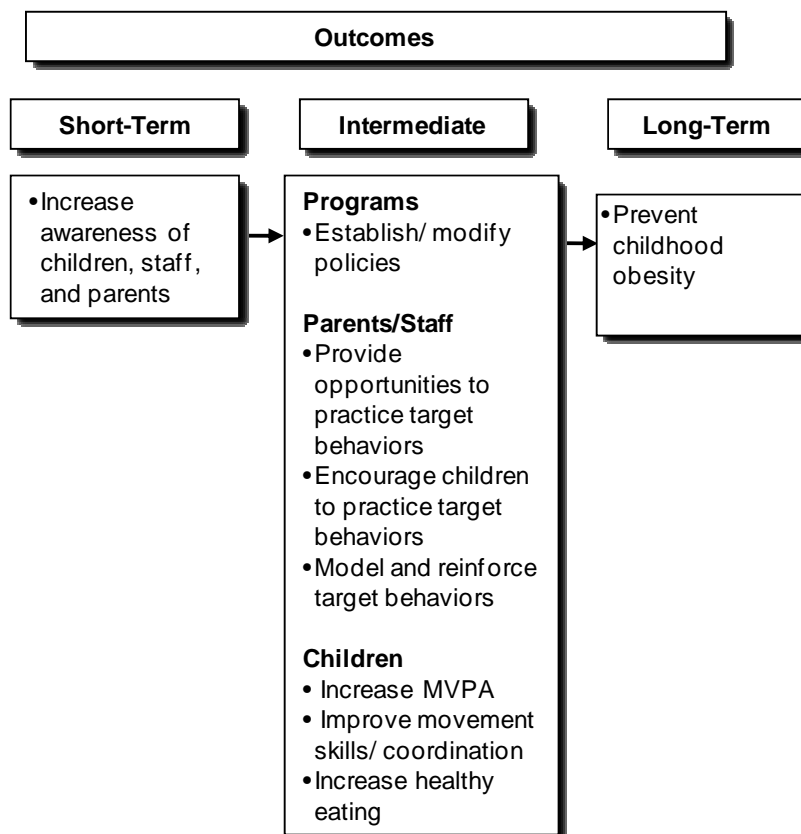 Outcomes
Short-Term
Intermediate
Long-Term
•Increase
awareness of
children, staff,
and parents
Programs
•Establish/ modify
policies
Parents/Staff
•Provide
opportunities to
practice target
behaviors
•Encourage children
to practice target
behaviors
•Model and reinforce
target behaviors
Children
• Increase MVPA
• Improve movement
skills/ coordination
•Increase healthy
eating
•Prevent
childhood
obesity